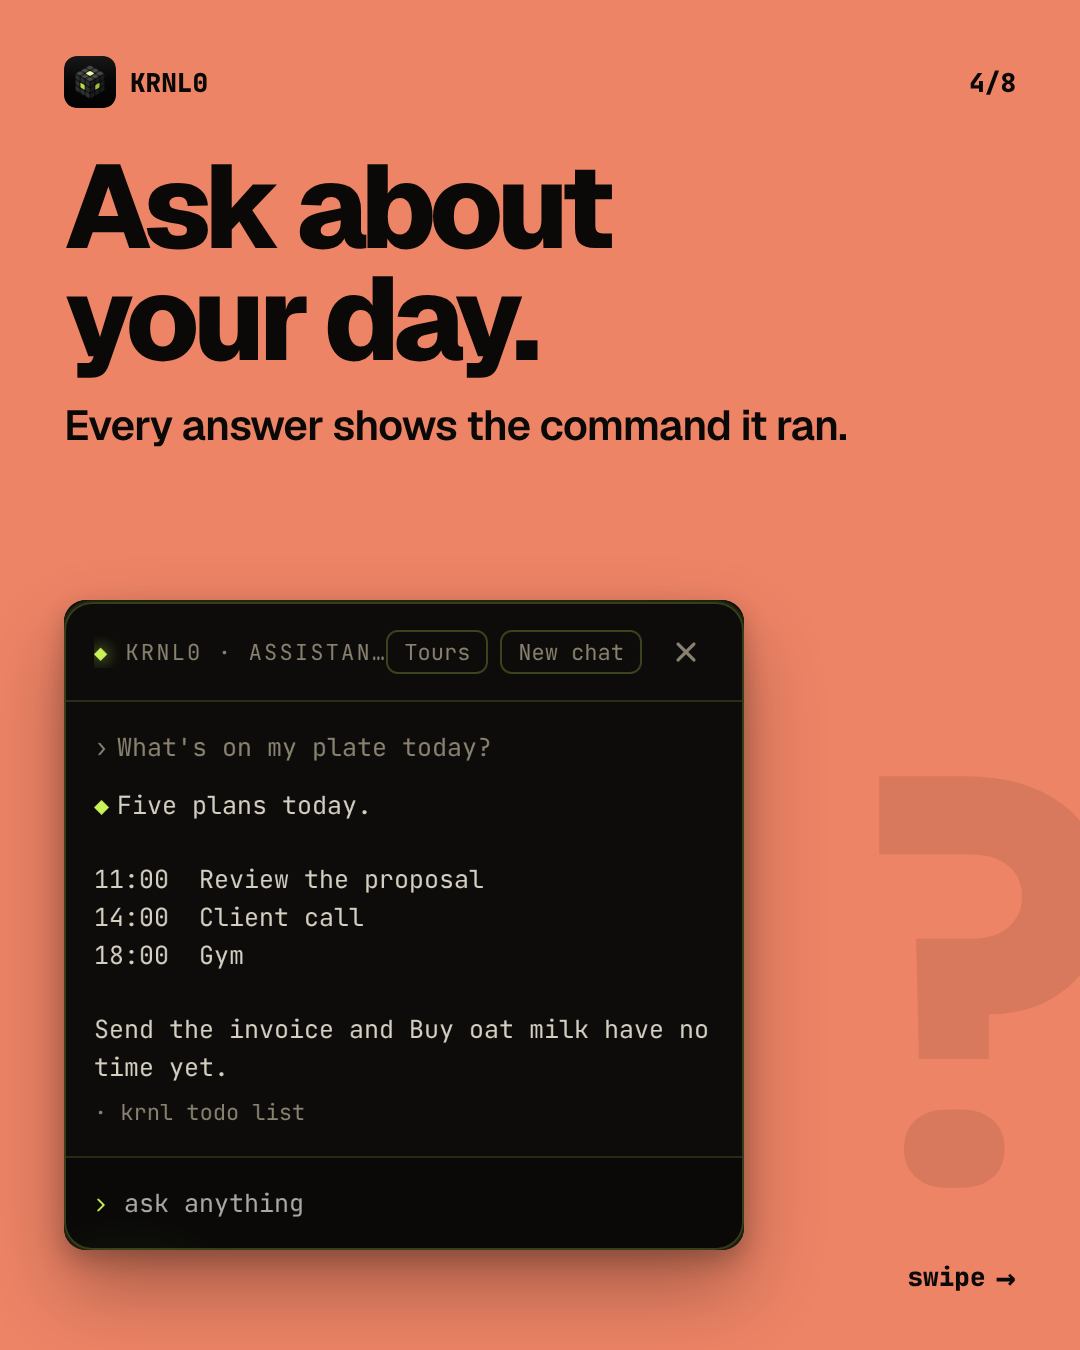 KRNL0
4/8
Ask about
your day.
Every answer shows the command it ran.
◆ KRNL0 · ASSISTAN… Tours New chat ✕
› What's on my plate today?
◆ Five plans today.
11:00 Review the proposal
14:00 Client call
18:00 Gym
Send the invoice and Buy oat milk have no
time yet.
· krnl todo list
› ask anything
?
swipe →